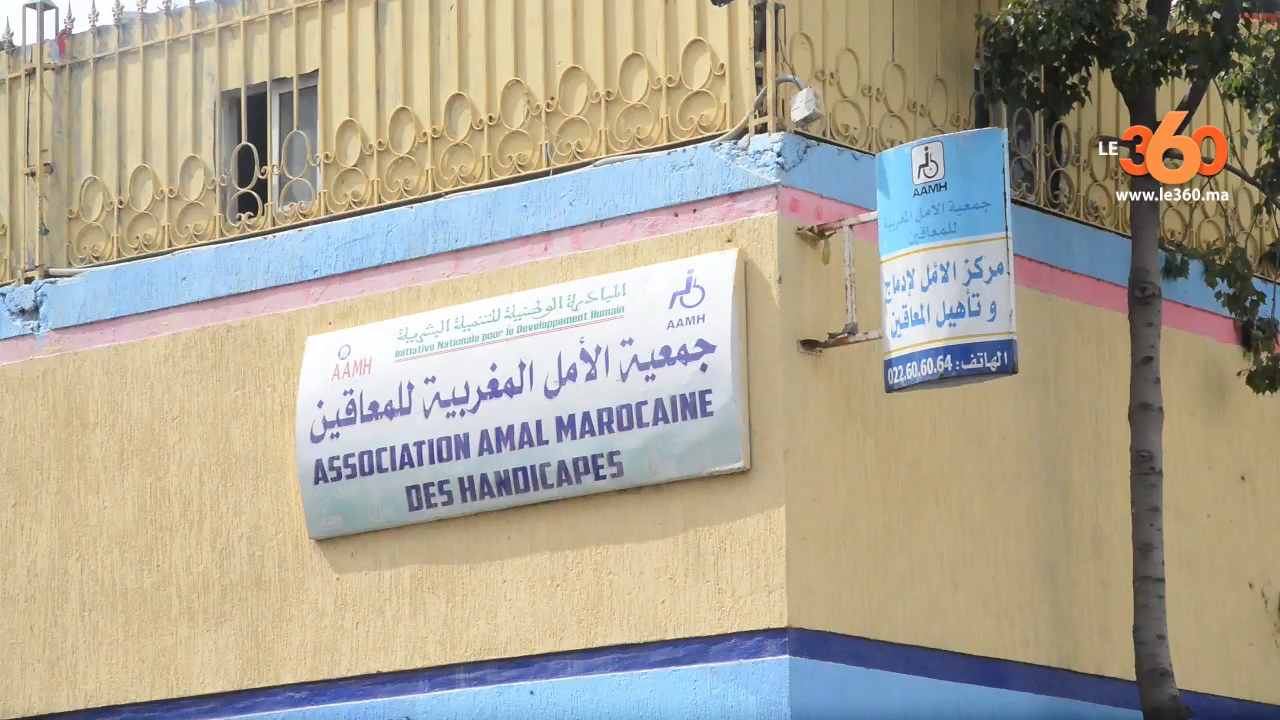 المبادرة الوطنية للتنمية البشرية
Initiative Nationale pour le Developpement Humain
AAMH
AAMH
جمعية الأمل المغربية للمعاقين
ASSOCIATION AMAL MAROCAINE
DES HANDICAPES
AAMH
جمعية الأمل المغربية
للمعاقين
مركز الامل لإدماج
و تأهيل المعاقين
الهاتف: 022.60.60.64
LE 360
www.le360.ma